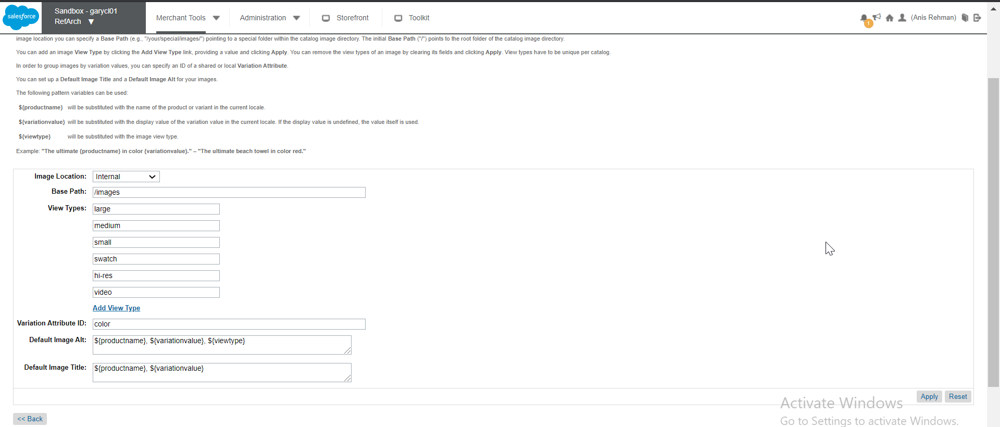 salesforce
Sandbox - garycl01
RefArch
Merchant Tools
Administration
Storefront
Toolkit
1
(Anis Rehman)
image location you can specify a Base Path (e.g., "/your/special/images/") pointing to a special folder within the catalog image directory. The initial Base Path ("/") points to the root folder of the catalog image directory.
You can add an image View Type by clicking the Add View Type link, providing a value and clicking Apply. You can remove the view types of an image by clearing its fields and clicking Apply. View types have to be unique per catalog.
In order to group images by variation values, you can specify an ID of a shared or local Variation Attribute.
You can set up a Default Image Title and a Default Image Alt for your images.
The following pattern variables can be used:
${productname} will be substituted with the name of the product or variant in the current locale.
${variationvalue} will be substituted with the display value of the variation value in the current locale. If the display value is undefined, the value itself is used.
${viewtype} will be substituted with the image view type.
Example: "The ultimate {productname} in color {variationvalue}." – "The ultimate beach towel in color red."
Image Location: Internal
Base Path: /images
View Types: large
medium
small
swatch
hi-res
video
Add View Type
Variation Attribute ID: color
Default Image Alt: ${productname}, ${variationvalue}, ${viewtype}
Default Image Title: ${productname}, ${variationvalue}
Apply Reset
<< Back
Activate Windows
Go to Settings to activate Windows.